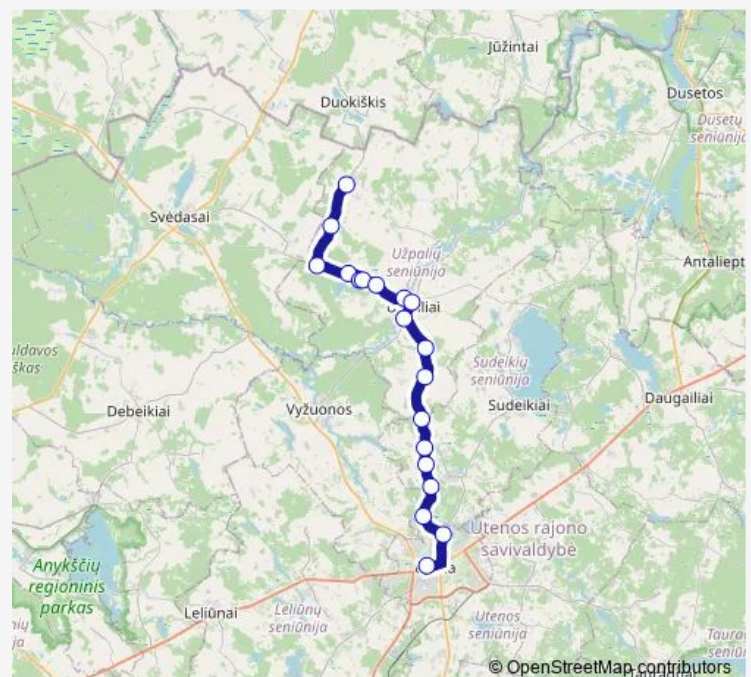 Jūžintai
Dusetos
Duokiškis
Dusetų
seniūnija
Svėdasai
Užpalių
seniūnija
Antaliept
Sudeikių
seniūnija
Daugailiai
Debeikiai
Vyžuonos
Sudeikiai
Utenos rajono
savivaldybė
Anykščių
regioninis
parkas
Leliūnai
Leliūnų
seniūnija
Utenos
seniūnija
© OpenStreetMap contributors